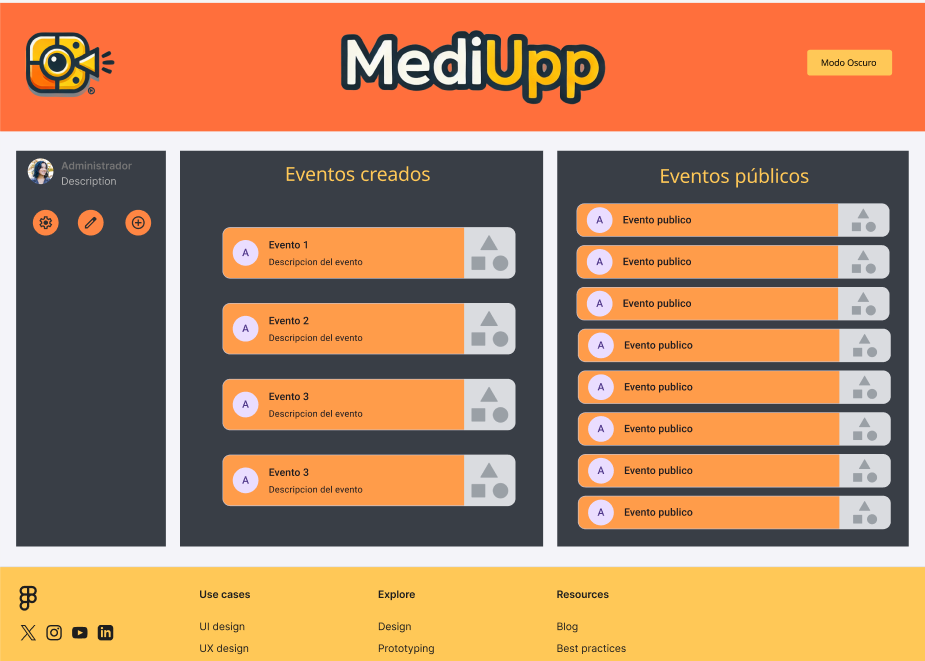 MediUpp
Modo Oscuro
Administrador
Description
Eventos creados
A
Evento 1
Descripcion del evento
A
Evento 2
Descripcion del evento
A
Evento 3
Descripcion del evento
A
Evento 3
Descripcion del evento
Eventos públicos
A Evento publico
A Evento publico
A Evento publico
A Evento publico
A Evento publico
A Evento publico
A Evento publico
A Evento publico
Use cases
UI design
UX design
Explore
Design
Prototyping
Resources
Blog
Best practices